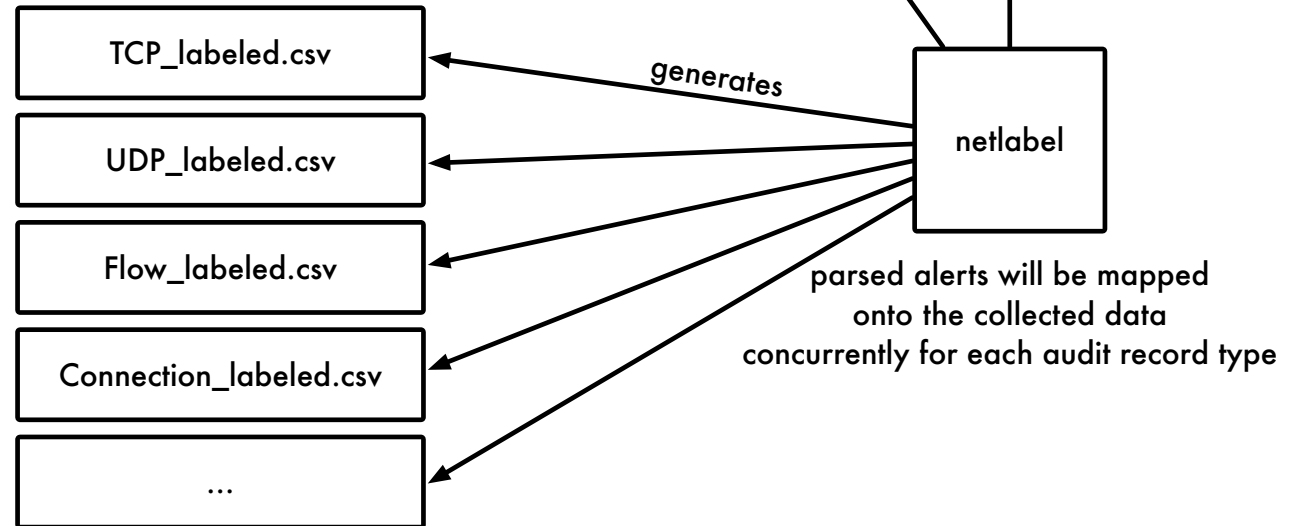 TCP_labeled.csv
generates
UDP_labeled.csv
netlabel
Flow_labeled.csv
parsed alerts will be mapped
onto the collected data
concurrently for each audit record type
Connection_labeled.csv
...